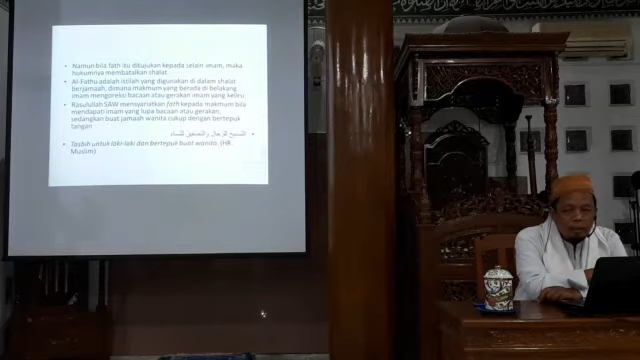 Namun bila fath itu ditujukan kepada selain imam, maka
hukumnya membatalkan shalat
Al-Fathu adalah istilah yang digunakan di dalam shalat
berjamaah, dimana makmum yang berada di belakang
imam mengoreksi bacaan atau gerakan imam yang keliru.
Rasulullah SAW mensyariatkan fath kepada makmum bila
mendapati imam yang lupa bacaan atau gerakan,
sedangkan buat jamaah wanita cukup dengan bertepuk
tangan
التسبيح للرجال والتصفيق للنساء
Tasbih untuk laki-laki dan bertepuk buat wanita. (HR.
Muslim)